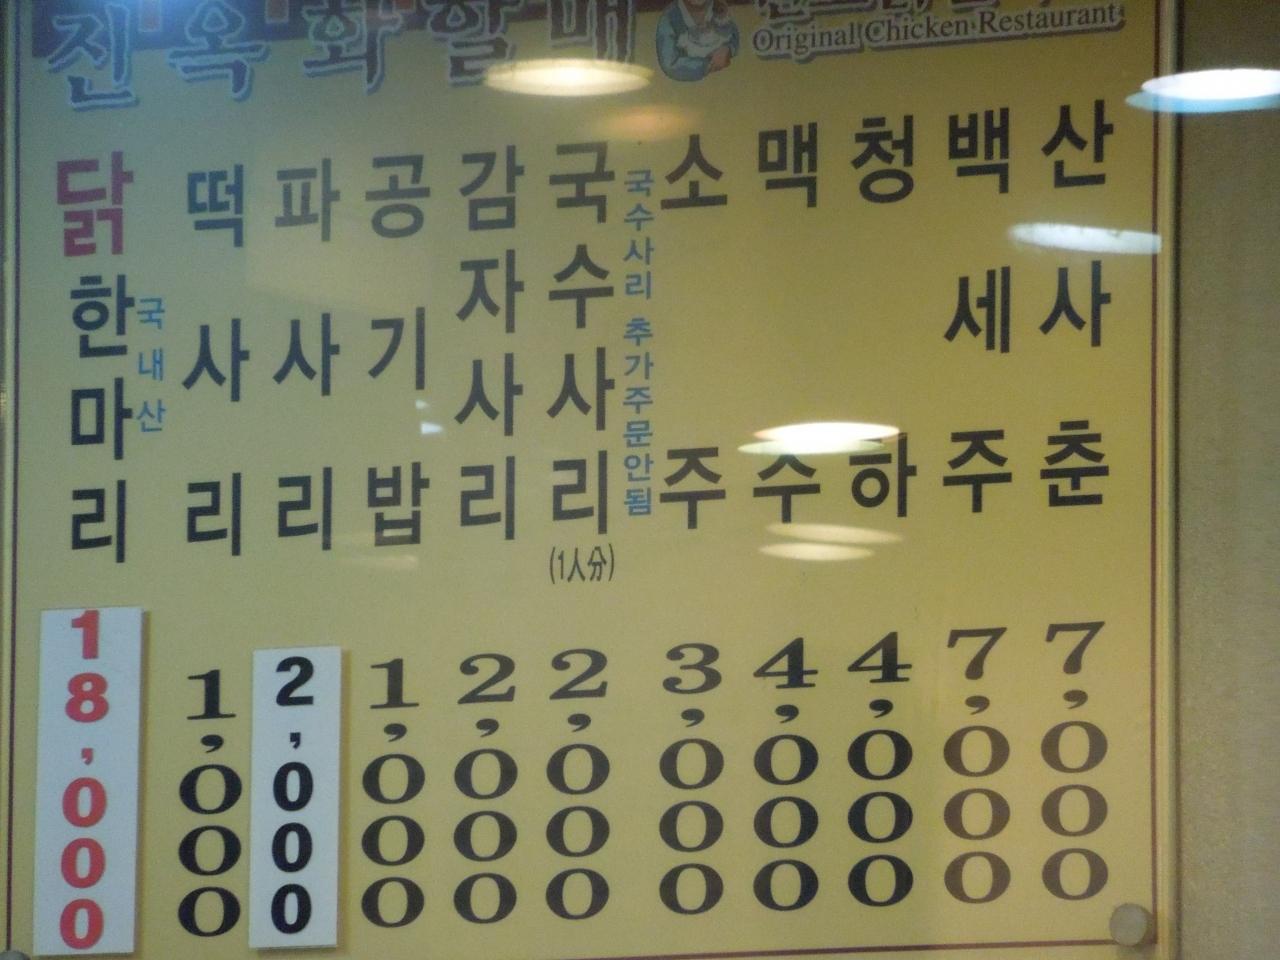 진옥화할매
Original Chicken Restaurant
닭한마리
국내산
18,000
떡사리
1,000
파사리
2,000
공기밥
1,000
감자사리
2,000
국수사리
(1人分)
2,000
국수사리 추가주문안됨
소주
3,000
맥주
4,000
청하
4,000
백세주
7,000
산사춘
7,000